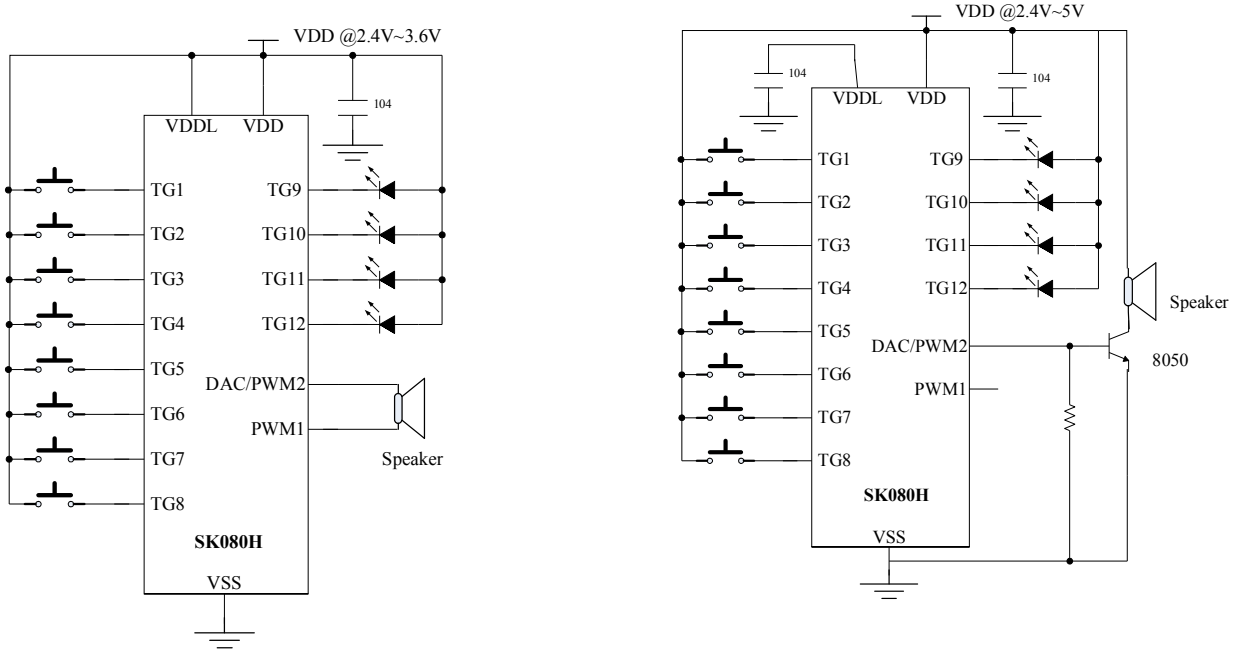 VDD @2.4V~3.6V
104
VDDL
VDD
TG1
TG2
TG3
TG4
TG5
TG6
TG7
TG8
TG9
TG10
TG11
TG12
DAC/PWM2
PWM1
Speaker
SK080H
VSS
VDD @2.4V~5V
104
104
VDDL
VDD
TG1
TG2
TG3
TG4
TG5
TG6
TG7
TG8
TG9
TG10
TG11
TG12
DAC/PWM2
PWM1
Speaker
8050
SK080H
VSS